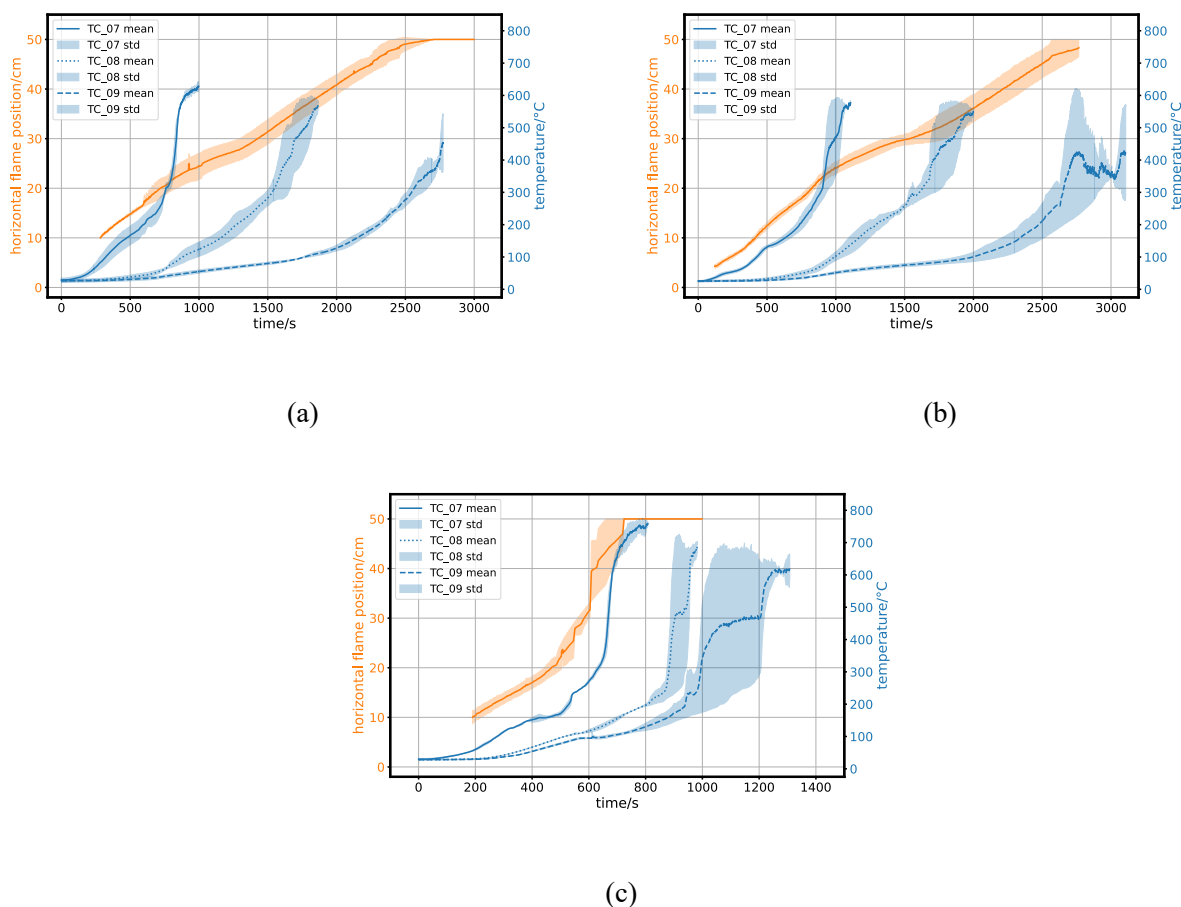 TC_07 mean
TC_07 std
TC_08 mean
TC_08 std
TC_09 mean
TC_09 std
horizontal flame position/cm
0
10
20
30
40
50
temperature/°C
0
100
200
300
400
500
600
700
800
0
500
1000
1500
2000
2500
3000
time/s
(a)
TC_07 mean
TC_07 std
TC_08 mean
TC_08 std
TC_09 mean
TC_09 std
horizontal flame position/cm
0
10
20
30
40
50
temperature/°C
0
100
200
300
400
500
600
700
800
0
500
1000
1500
2000
2500
3000
time/s
(b)
TC_07 mean
TC_07 std
TC_08 mean
TC_08 std
TC_09 mean
TC_09 std
horizontal flame position/cm
0
10
20
30
40
50
temperature/°C
0
100
200
300
400
500
600
700
800
0
200
400
600
800
1000
1200
1400
time/s
(c)